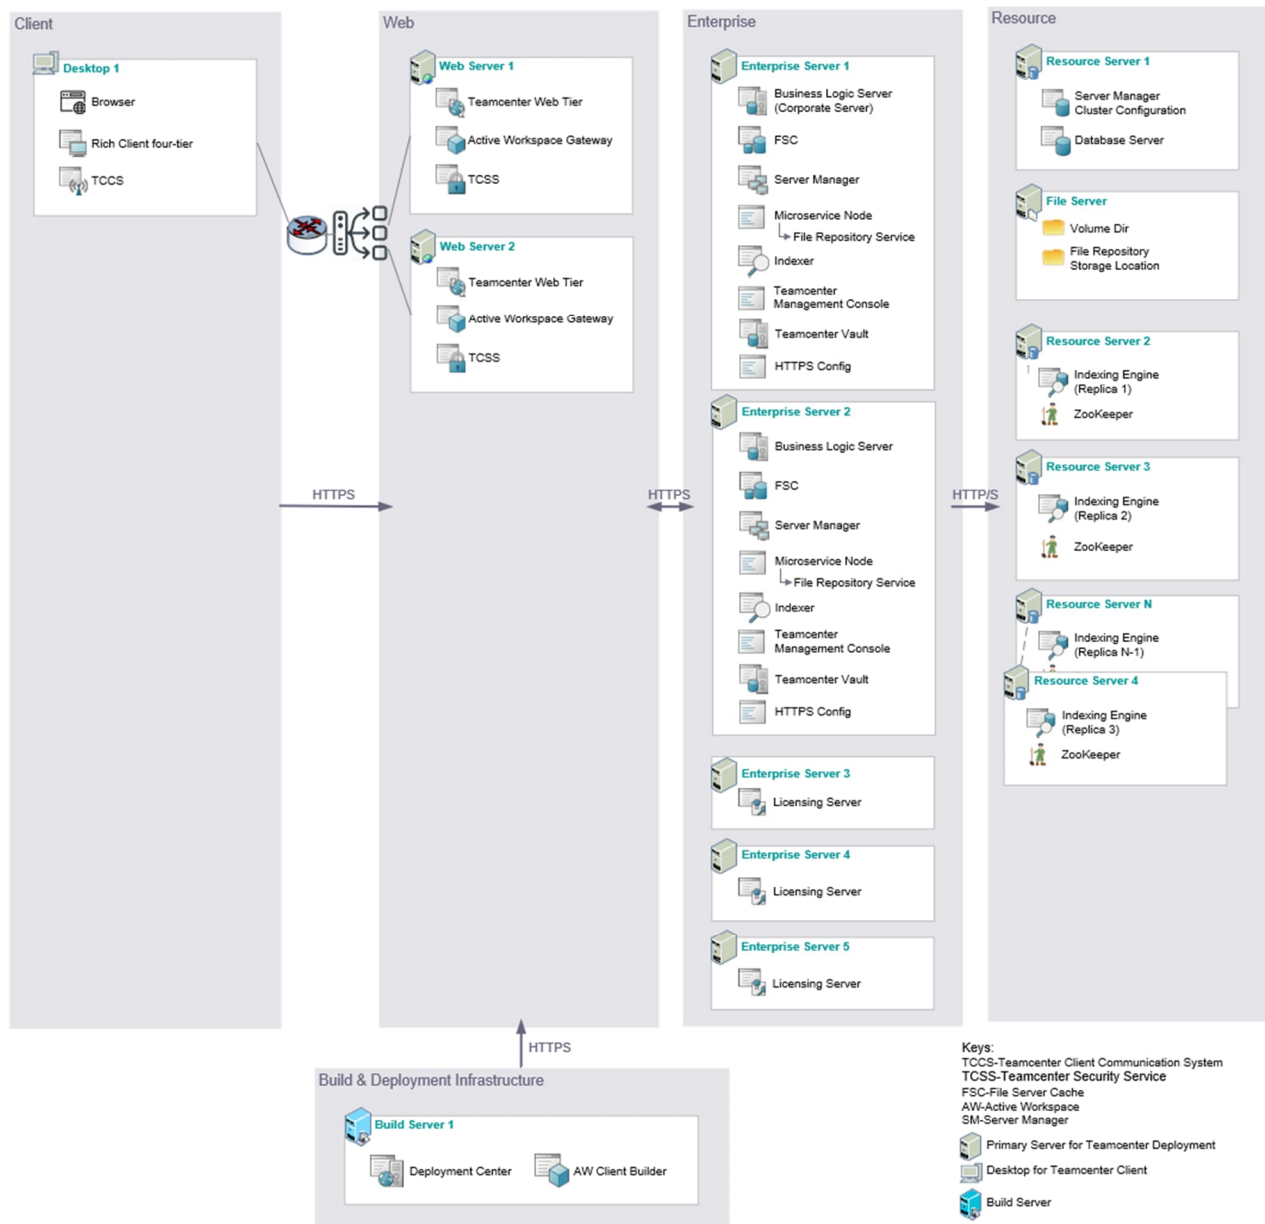 Client
Desktop 1
Browser
Rich Client four-tier
TCCS
HTTPS
Web
Web Server 1
Teamcenter Web Tier
Active Workspace Gateway
TCSS
Web Server 2
Teamcenter Web Tier
Active Workspace Gateway
TCSS
HTTPS
Enterprise
Enterprise Server 1
Business Logic Server
(Corporate Server)
FSC
Server Manager
Microservice Node
File Repository Service
Indexer
Teamcenter
Management Console
Teamcenter Vault
HTTPS Config
Enterprise Server 2
Business Logic Server
FSC
Server Manager
Microservice Node
File Repository Service
Indexer
Teamcenter
Management Console
Teamcenter Vault
HTTPS Config
Enterprise Server 3
Licensing Server
Enterprise Server 4
Licensing Server
Enterprise Server 5
Licensing Server
HTTP/S
Resource
Resource Server 1
Server Manager
Cluster Configuration
Database Server
File Server
Volume Dir
File Repository
Storage Location
Resource Server 2
Indexing Engine
(Replica 1)
ZooKeeper
Resource Server 3
Indexing Engine
(Replica 2)
ZooKeeper
Resource Server N
Indexing Engine
(Replica N-1)
Resource Server 4
Indexing Engine
(Replica 3)
ZooKeeper
HTTPS
Build & Deployment Infrastructure
Build Server 1
Deployment Center
AW Client Builder
Keys:
TCCS-Teamcenter Client Communication System
TCSS-Teamcenter Security Service
FSC-File Server Cache
AW-Active Workspace
SM-Server Manager
Primary Server for Teamcenter Deployment
Desktop for Teamcenter Client
Build Server